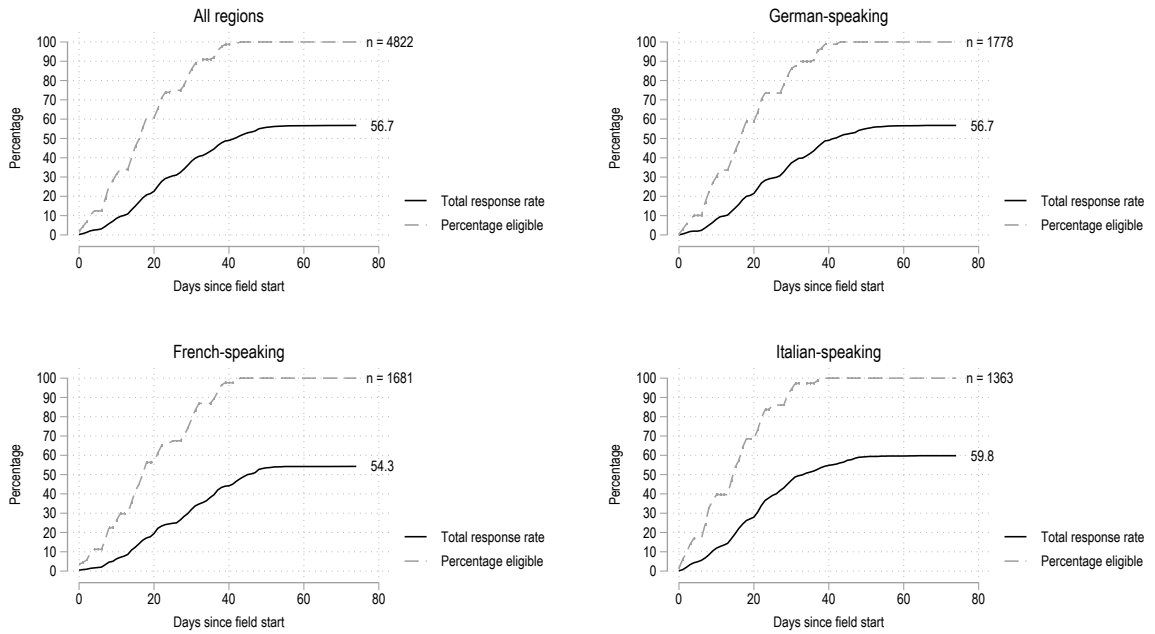 All regions
100
90
80
70
60
50
40
30
20
10
0
Percentage
0 20 40 60 80
Days since field start
n = 4822
56.7
Total response rate
Percentage eligible
German-speaking
100
90
80
70
60
50
40
30
20
10
0
Percentage
0 20 40 60 80
Days since field start
n = 1778
56.7
Total response rate
Percentage eligible
French-speaking
100
90
80
70
60
50
40
30
20
10
0
Percentage
0 20 40 60 80
Days since field start
n = 1681
54.3
Total response rate
Percentage eligible
Italian-speaking
100
90
80
70
60
50
40
30
20
10
0
Percentage
0 20 40 60 80
Days since field start
n = 1363
59.8
Total response rate
Percentage eligible